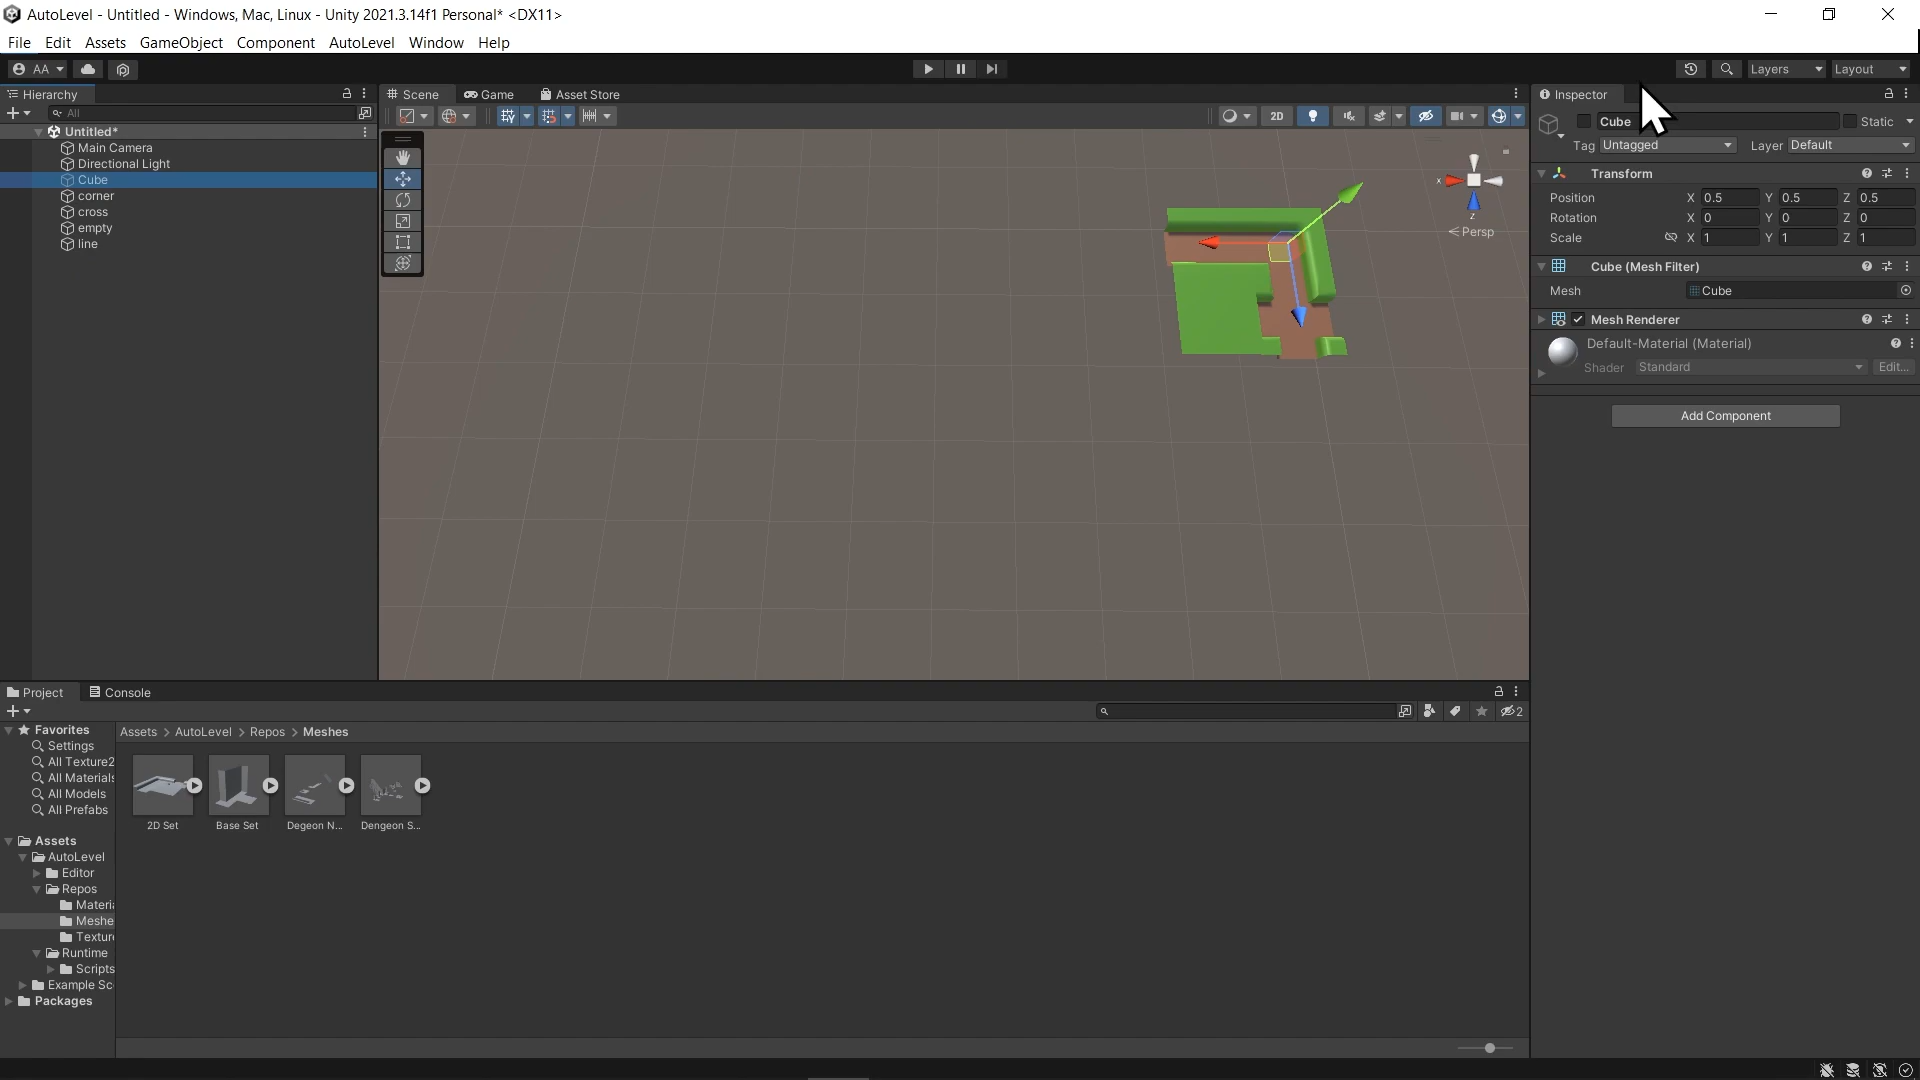 AutoLevel - Untitled - Windows, Mac, Linux - Unity 2021.3.14f1 Personal* <DX11>
File Edit Assets GameObject Component AutoLevel Window Help
AA Layers Layout
Hierarchy
All
Untitled*
Main Camera
Directional Light
Cube
corner
cross
empty
line
Scene Game Asset Store
2D
x
z
Persp
Inspector
Cube Static
Tag Untagged Layer Default
Transform
Position X 0.5 Y 0.5 Z 0.5
Rotation X 0 Y 0 Z 0
Scale X 1 Y 1 Z 1
Cube (Mesh Filter)
Mesh Cube
Mesh Renderer
Default-Material (Material)
Shader Standard Edit...
Add Component
Project Console
2
Favorites
Settings
All Texture2
All Materials
All Models
All Prefabs
Assets
AutoLevel
Editor
Repos
Materi
Meshe
Textur
Runtime
Scripts
Example Sc
Packages
Assets > AutoLevel > Repos > Meshes
2D Set Base Set Degeon N... Dengeon S...